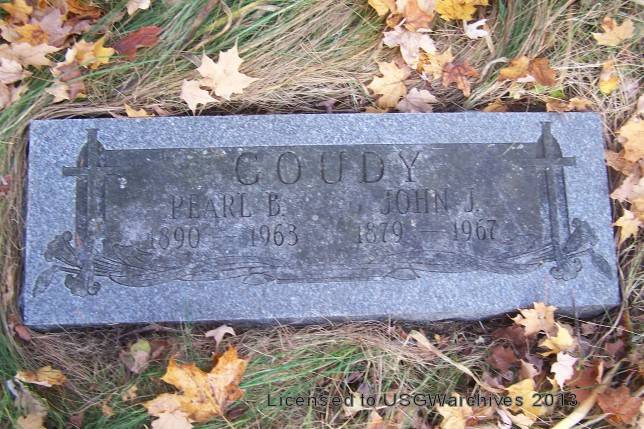 GOUDY
PEARL B. JOHN J.
1890 — 1963 1879 — 1967
Licensed to USGWarchives 2013